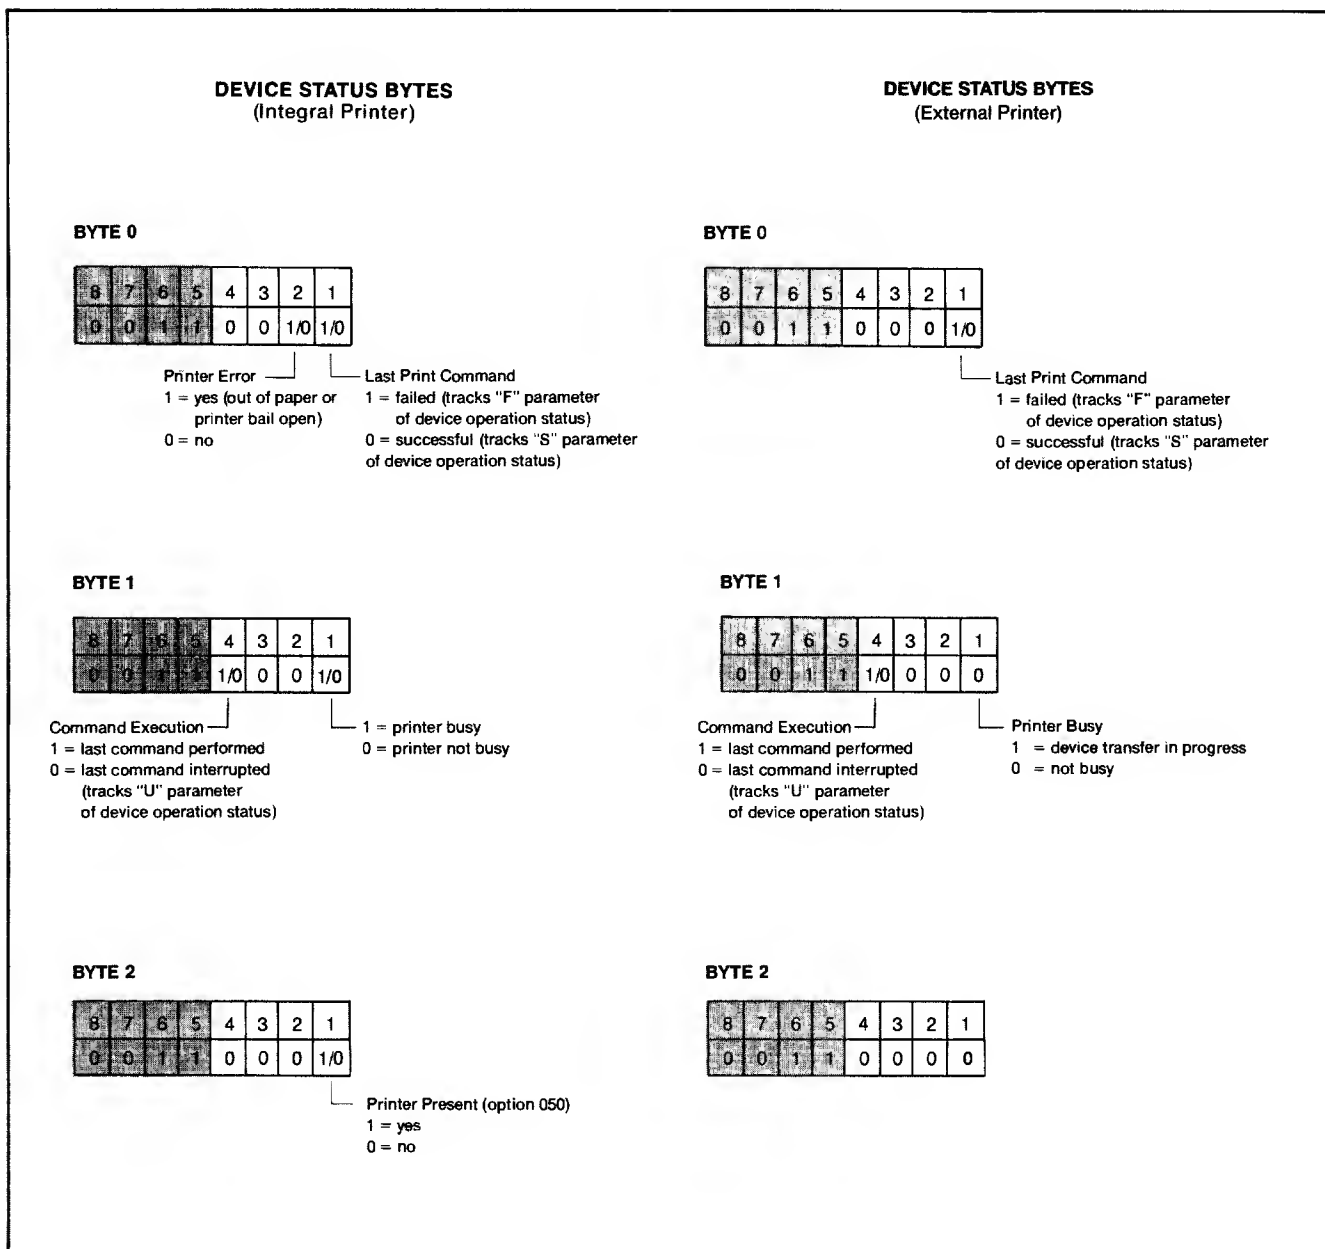 DEVICE STATUS BYTES
(Integral Printer)
BYTE 0
8 7 6 5 4 3 2 1
0 0 1 1 0 0 1/0 1/0
Printer Error
1 = yes (out of paper or
printer bail open)
0 = no
Last Print Command
1 = failed (tracks "F" parameter
of device operation status)
0 = successful (tracks "S" parameter
of device operation status)
BYTE 1
8 7 6 5 4 3 2 1
0 0 1 1 1/0 0 0 1/0
Command Execution
1 = last command performed
0 = last command interrupted
(tracks "U" parameter
of device operation status)
1 = printer busy
0 = printer not busy
BYTE 2
8 7 6 5 4 3 2 1
0 0 1 1 0 0 0 1/0
Printer Present (option 050)
1 = yes
0 = no
DEVICE STATUS BYTES
(External Printer)
BYTE 0
8 7 6 5 4 3 2 1
0 0 1 1 0 0 0 1/0
Last Print Command
1 = failed (tracks "F" parameter
of device operation status)
0 = successful (tracks "S" parameter
of device operation status)
BYTE 1
8 7 6 5 4 3 2 1
0 0 1 1 1/0 0 0 0
Command Execution
1 = last command performed
0 = last command interrupted
(tracks "U" parameter
of device operation status)
Printer Busy
1 = device transfer in progress
0 = not busy
BYTE 2
8 7 6 5 4 3 2 1
0 0 1 1 0 0 0 0